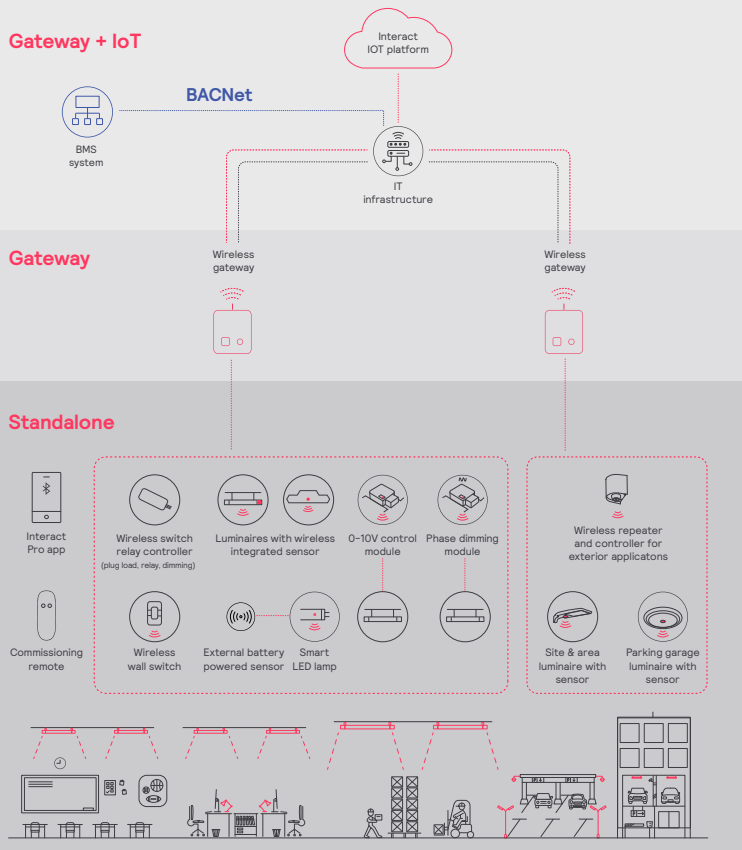 Gateway + IoT
Interact
IOT platform
BACNet
BMS
system
IT
infrastructure
Gateway
Wireless
gateway
Wireless
gateway
Standalone
Interact
Pro app
Wireless switch
relay controller
(plug load, relay, dimming)
Luminaires with wireless
integrated sensor
0-10V control
module
Phase dimming
module
Wireless repeater
and controller for
exterior applicatons
Commissioning
remote
Wireless
wall switch
External battery
powered sensor
Smart
LED lamp
Site & area
luminaire with
sensor
Parking garage
luminaire with
sensor